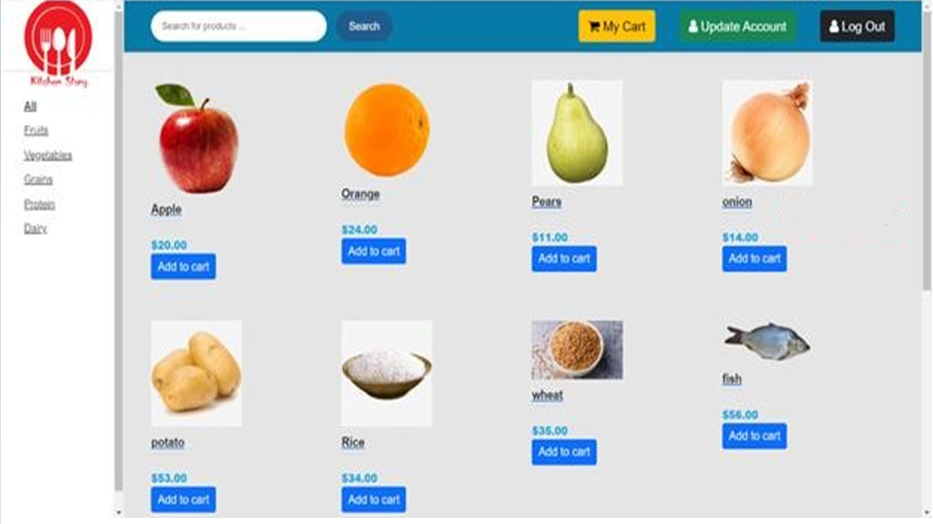 Search for products ...
Search
My Cart
Update Account
Log Out
Kitchen Story
All
Fruits
Vegetables
Grains
Protein
Dairy
Apple
$20.00
Add to cart
Orange
$24.00
Add to cart
Pears
$11.00
Add to cart
onion
$14.00
Add to cart
potato
$53.00
Add to cart
Rice
$34.00
Add to cart
wheat
$35.00
Add to cart
fish
$56.00
Add to cart